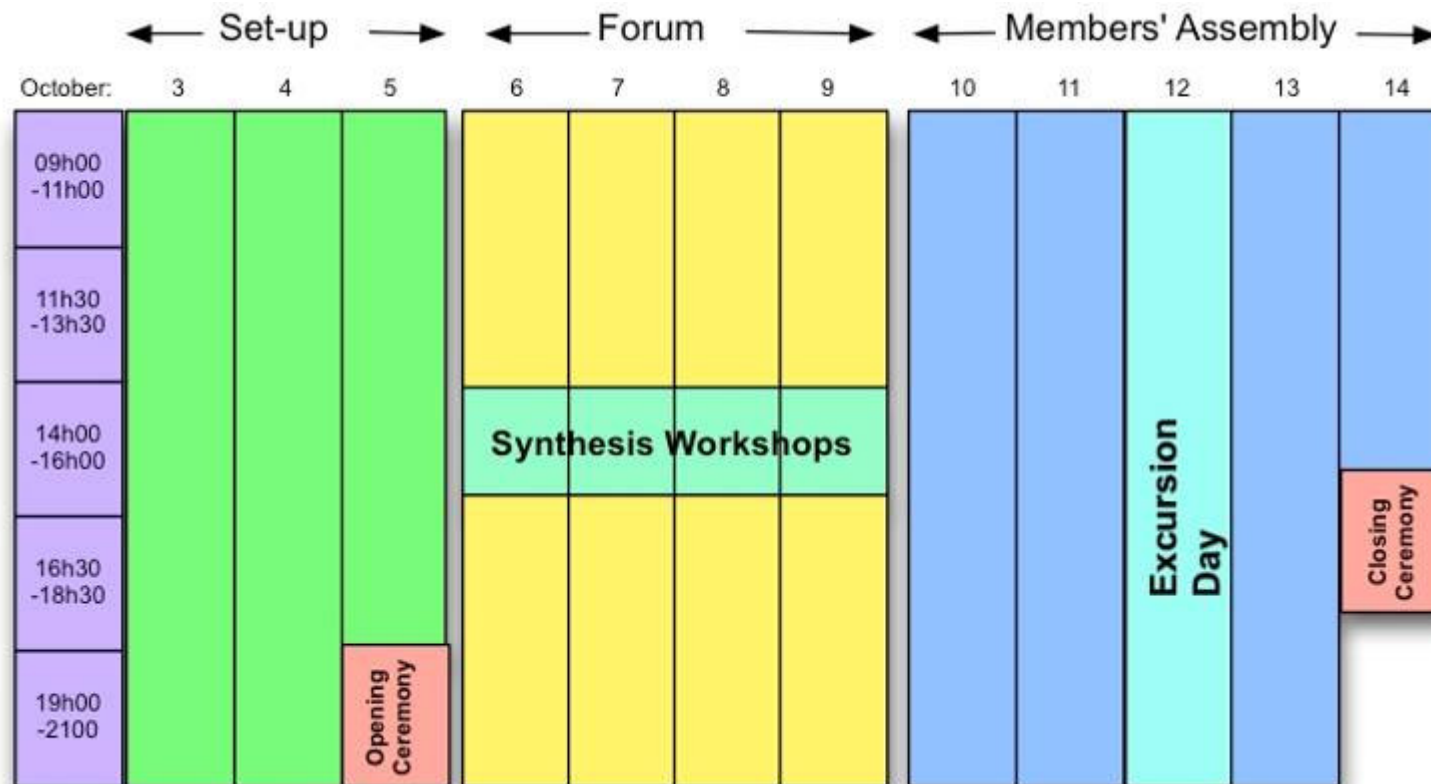 Set-up Forum Members' Assembly
October: 3 4 5 6 7 8 9 10 11 12 13 14
09h00
-11h00
11h30
-13h30
14h00
-16h00
Synthesis Workshops
16h30
-18h30
19h00
-2100
Opening
Ceremony
Excursion
Day
Closing
Ceremony